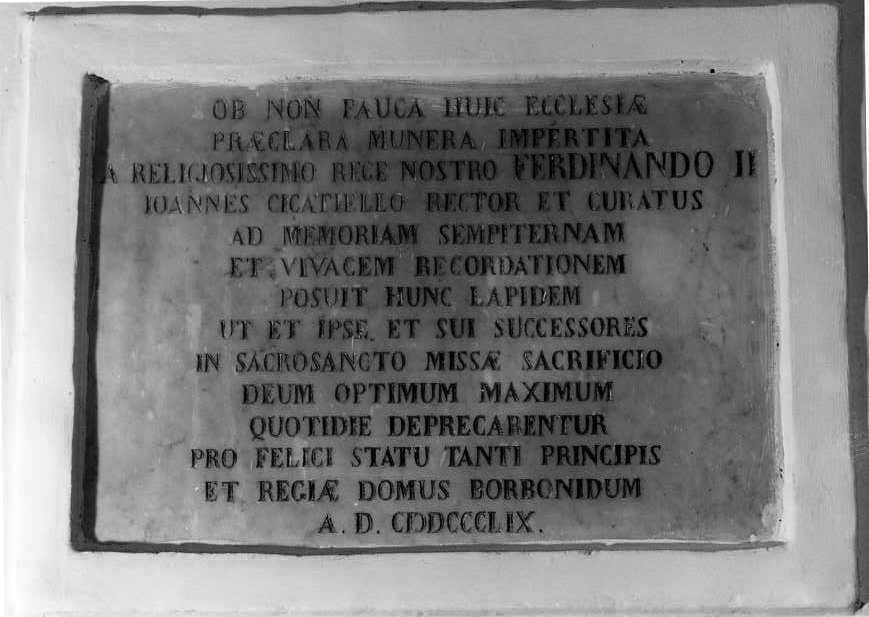 OB NON PAUCA HUIC ECCLESIÆ
PRÆCLARA MUNERA IMPERTITA
A RELIGIOSISSIMO REGE NOSTRO FERDINANDO II
IOANNES CICATIELLO RECTOR ET CURATUS
AD MEMORIAM SEMPITERNAM
ET VIVACEM RECORDATIONEM
POSUIT HUNC LAPIDEM
UT ET IPSE ET SUI SUCCESSORES
IN SACROSANCTO MISSÆ SACRIFICIO
DEUM OPTIMUM MAXIMUM
QUOTIDIE DEPRECARENTUR
PRO FELICI STATU TANTI PRINCIPIS
ET REGIÆ DOMUS BORBONIDUM
A. D. CIƆDCCCLIX.